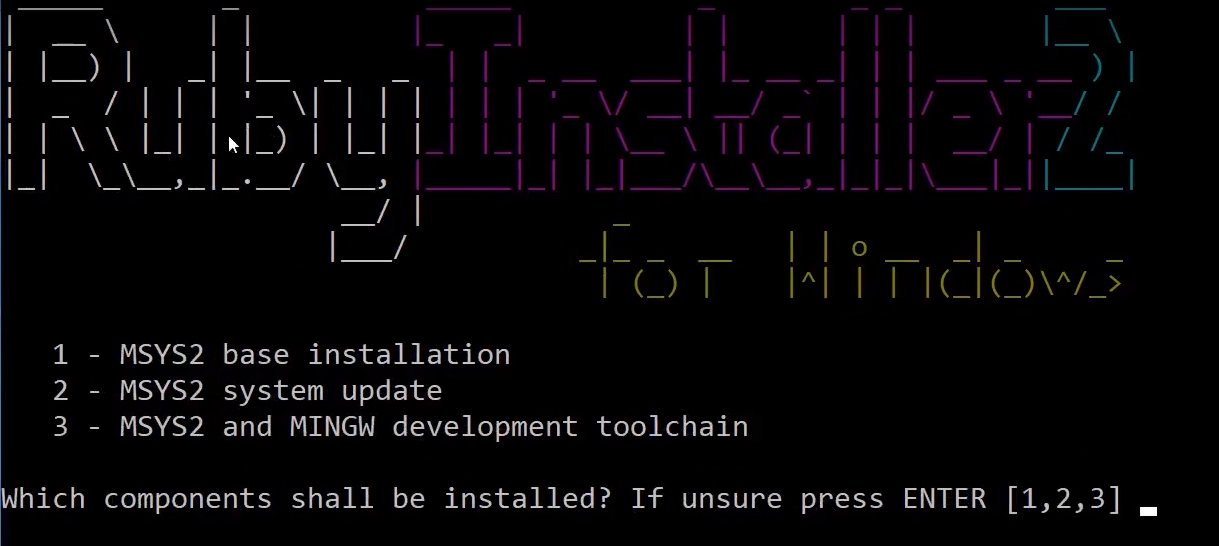 RubyInstaller2
for Windows
1 - MSYS2 base installation
2 - MSYS2 system update
3 - MSYS2 and MINGW development toolchain
Which components shall be installed? If unsure press ENTER [1,2,3]